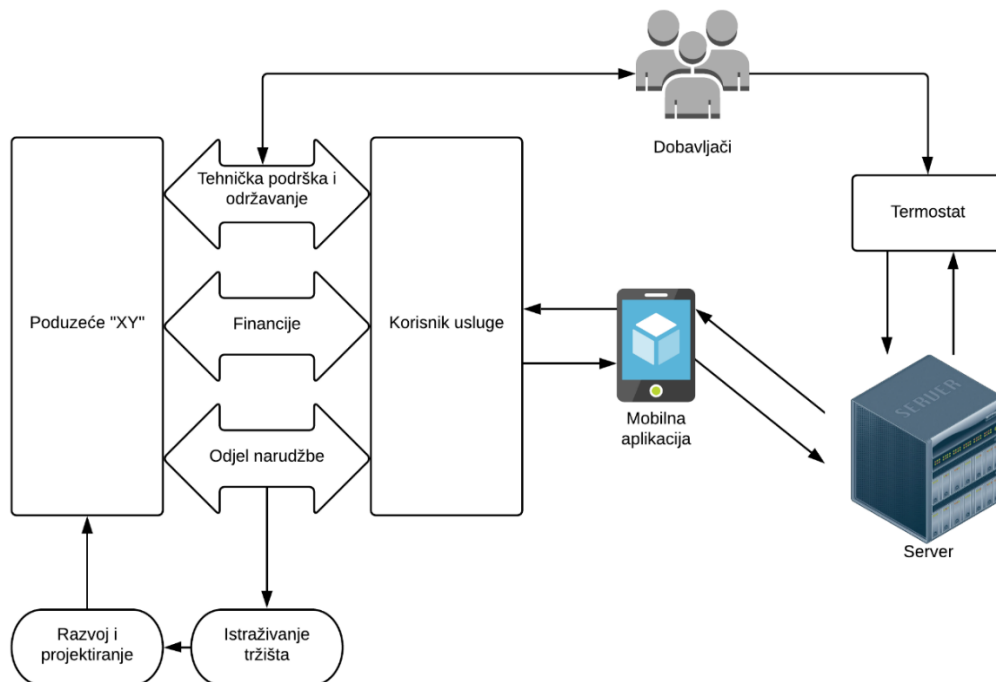 Dobavljači
Tehnička podrška i
održavanje
Termostat
Poduzeće "XY"
Financije
Korisnik usluge
Mobilna
aplikacija
Odjel narudžbe
SERVER
Server
Razvoj i
projektiranje
Istraživanje
tržišta